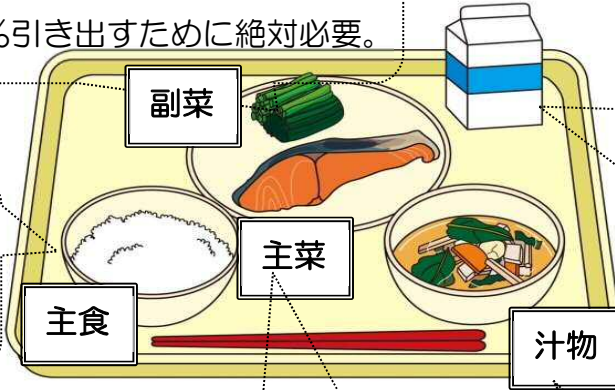 %引き出すために絶対必要。
副菜
主菜
主食
汁物